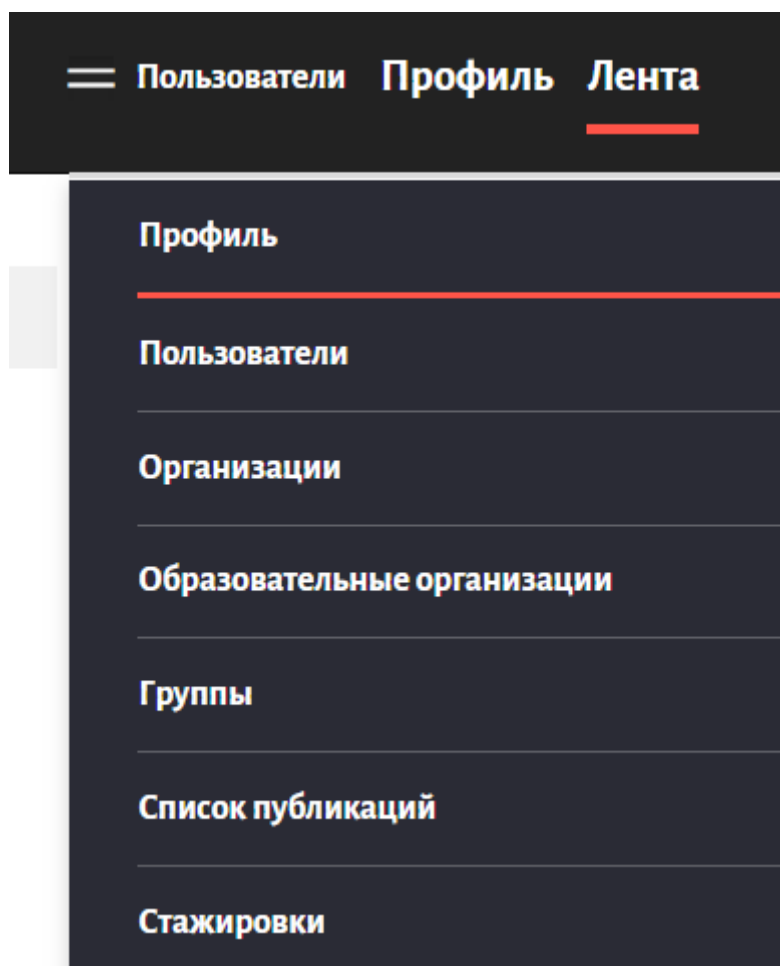 Пользователи Профиль Лента
Профиль
Пользователи
Организации
Образовательные организации
Группы
Список публикаций
Стажировки